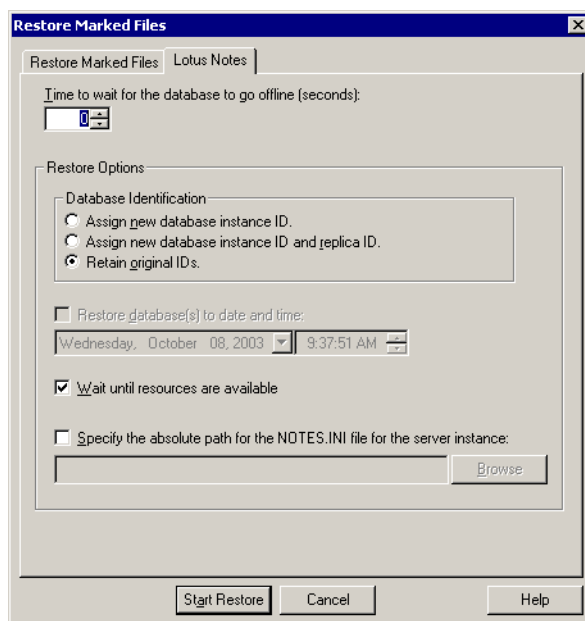 Restore Marked Files
Restore Marked Files Lotus Notes
Time to wait for the database to go offline (seconds):
0
Restore Options
Database Identification
Assign new database instance ID.
Assign new database instance ID and replica ID.
Retain original IDs.
Restore database(s) to date and time:
Wednesday, October 08, 2003 9:37:51 AM
Wait until resources are available
Specify the absolute path for the NOTES.INI file for the server instance:
Browse
Start Restore Cancel Help